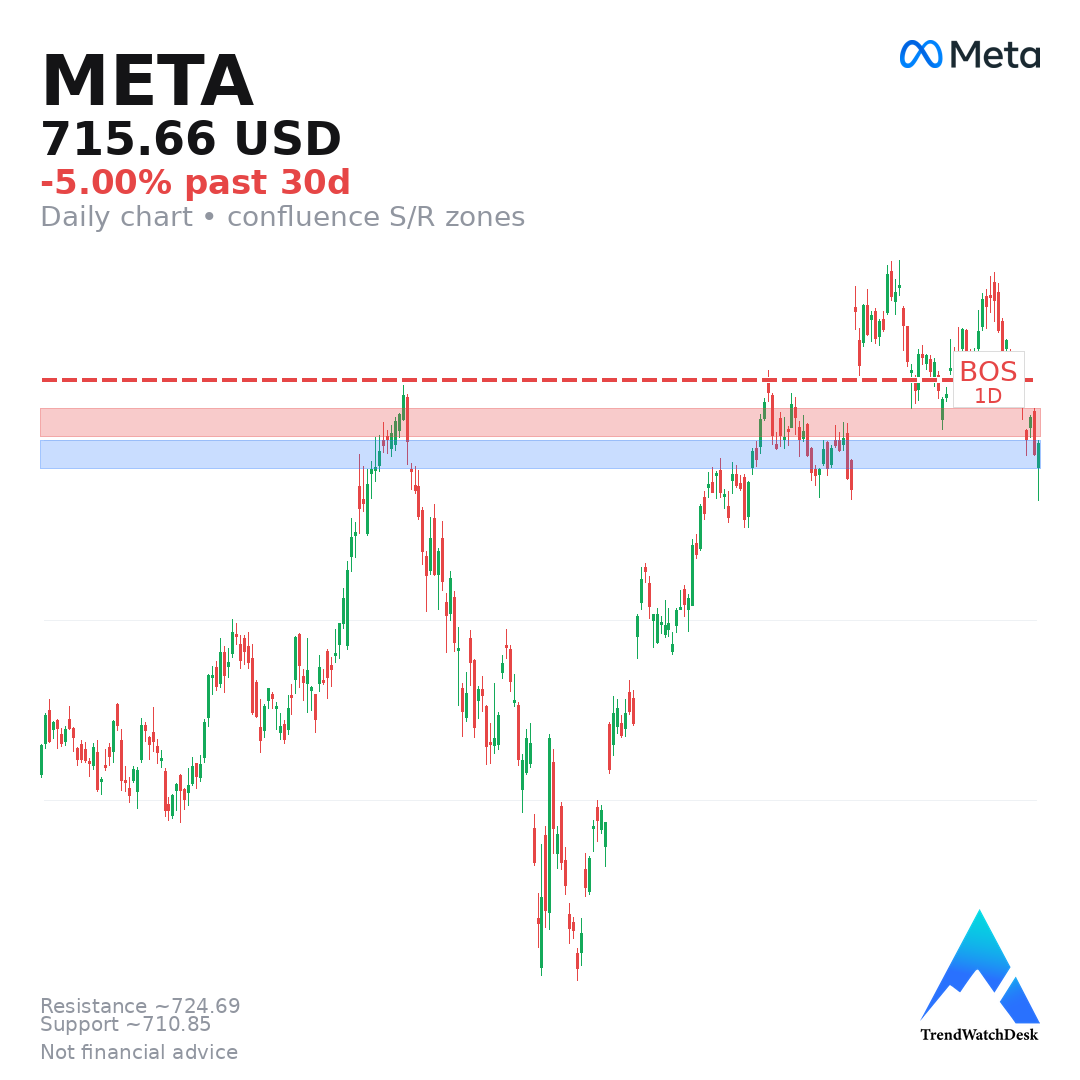 META
Meta
715.66 USD
-5.00% past 30d
Daily chart • confluence S/R zones
BOS
1D
Resistance ~724.69
Support ~710.85
Not financial advice
TrendWatchDesk